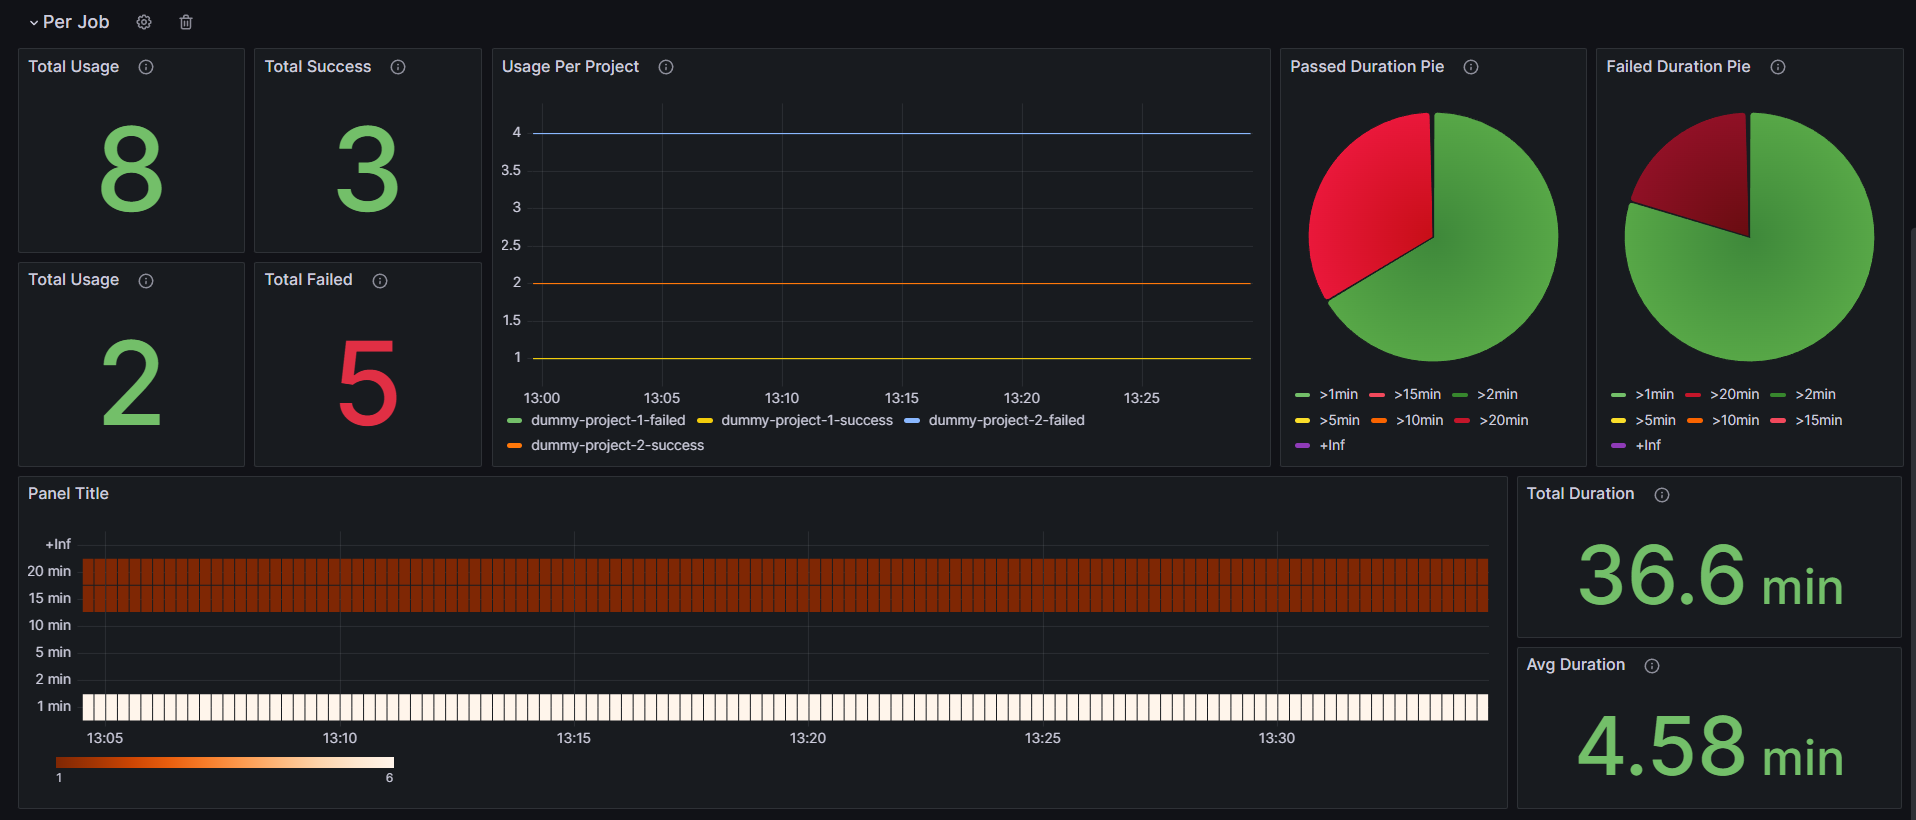 Per Job
Total Usage
8
Total Success
3
Total Usage
2
Total Failed
5
Usage Per Project
4
3.5
3
2.5
2
1.5
1
13:00 13:05 13:10 13:15 13:20 13:25
dummy-project-1-failed dummy-project-1-success dummy-project-2-failed
dummy-project-2-success
Passed Duration Pie
>1min >15min >2min
>5min >10min >20min
+Inf
Failed Duration Pie
>1min >20min >2min
>5min >10min >15min
+Inf
Panel Title
+Inf
20 min
15 min
10 min
5 min
2 min
1 min
13:05 13:10 13:15 13:20 13:25 13:30
1 6
Total Duration
36.6 min
Avg Duration
4.58 min